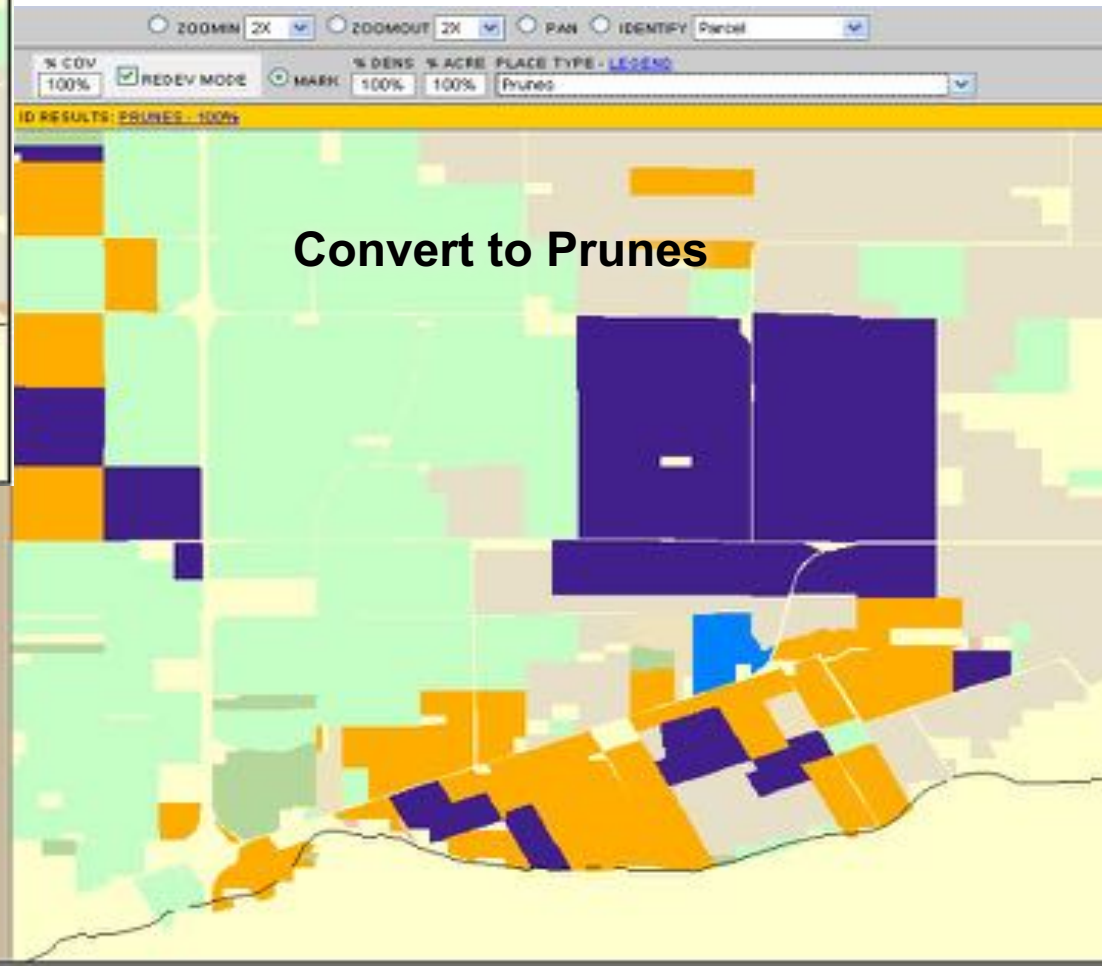 ZOOMIN 2X ZOOMOUT 2X PAN IDENTIFY Parcel
% COV % DENS % ACRE PLACE TYPE - LEGEND
100% REDEV MODE MARK 100% 100% Prunes
ID RESULTS: PRUNES - 100%
Convert to Prunes